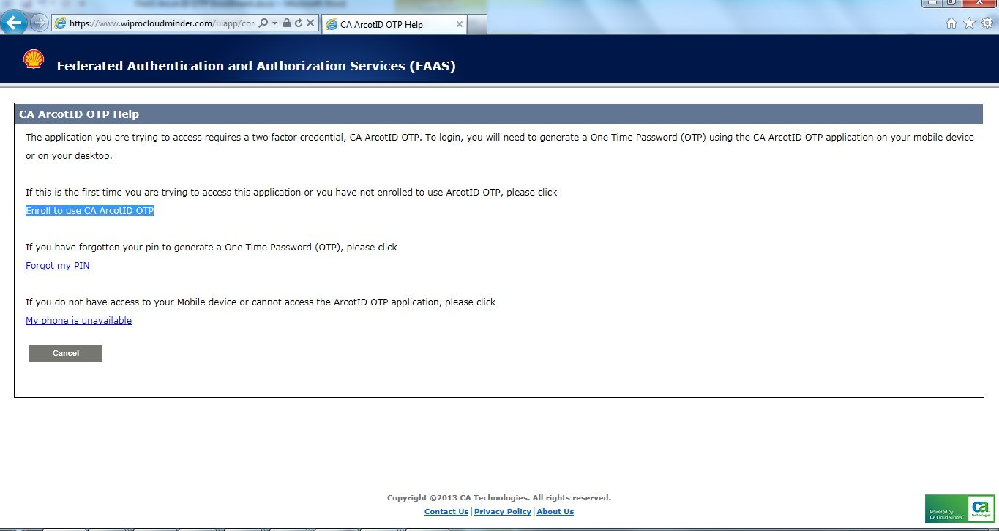 https://www.wiprocloudminder.com/uiapp/cor
CA ArcotID OTP Help
Federated Authentication and Authorization Services (FAAS)
CA ArcotID OTP Help
The application you are trying to access requires a two factor credential, CA ArcotID OTP. To login, you will need to generate a One Time Password (OTP) using the CA ArcotID OTP application on your mobile device
or on your desktop.
If this is the first time you are trying to access this application or you have not enrolled to use ArcotID OTP, please click
Enroll to use CA ArcotID OTP
If you have forgotten your pin to generate a One Time Password (OTP), please click
Forgot my PIN
If you do not have access to your Mobile device or cannot access the ArcotID OTP application, please click
My phone is unavailable
Cancel
Copyright ©2013 CA Technologies. All rights reserved.
Contact Us | Privacy Policy | About Us
Powered by
CA CloudMinder™
ca
technologies